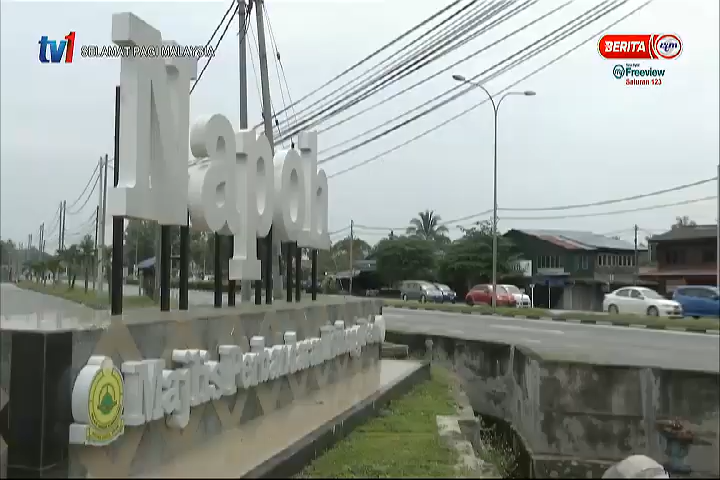 tv1 SELAMAT PAGI MALAYSIA
BERITA rtm
Freeview
Saluran 123
Napoh
Majlis Perbandaran